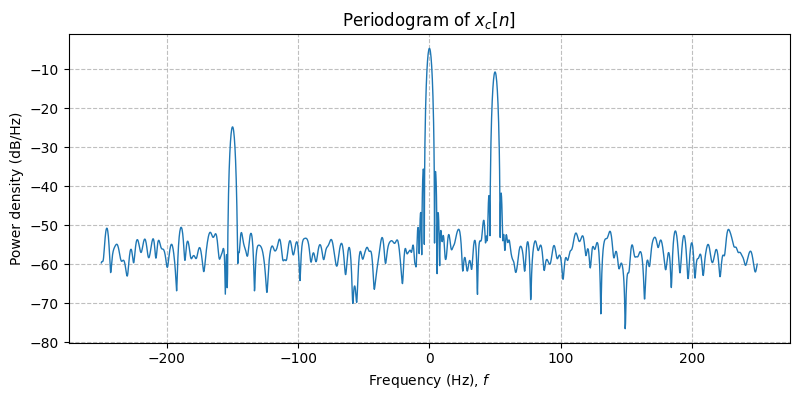 Periodogram of $x_c[n]$
Power density (dB/Hz)
−10
−20
−30
−40
−50
−60
−70
−80
−200 −100 0 100 200
Frequency (Hz), f